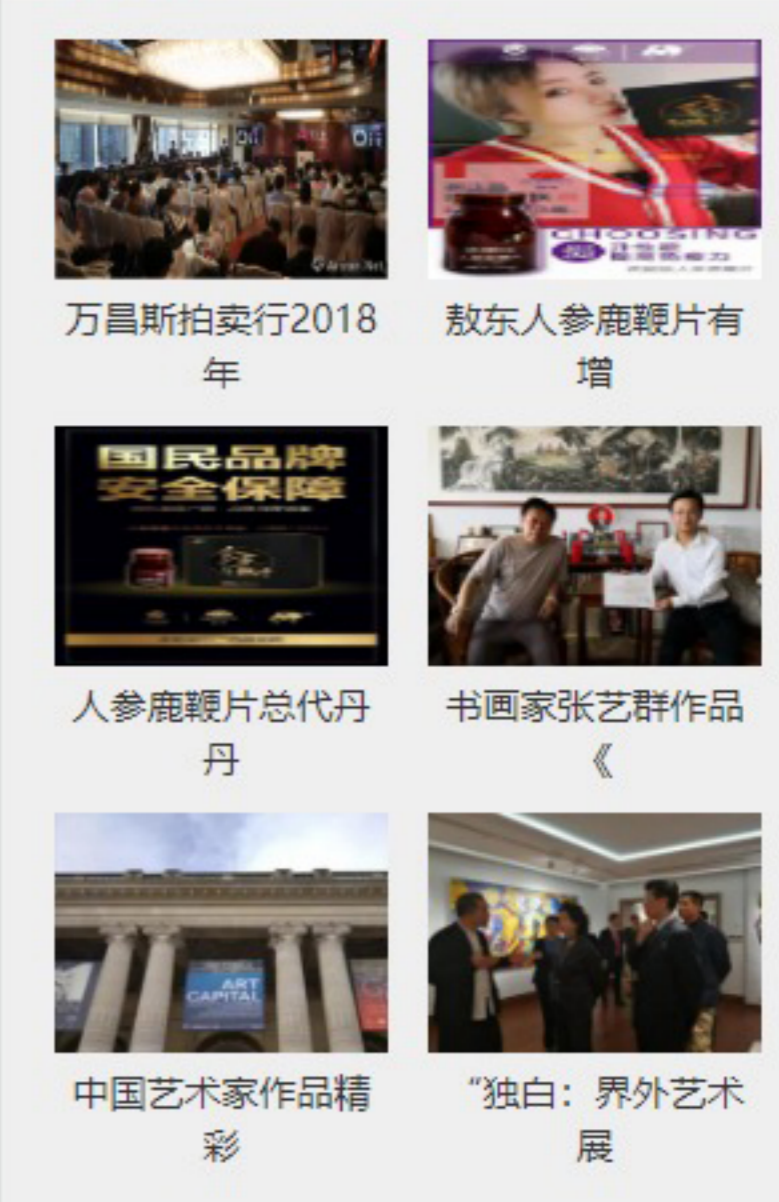 万昌斯拍卖行2018
年
CHOOSING
敖东人参鹿鞭片有
增
国民品牌
安全保障
人参鹿鞭片总代丹
丹
书画家张艺群作品
《
ART
CAPITAL
中国艺术家作品精
彩
“独白：界外艺术
展